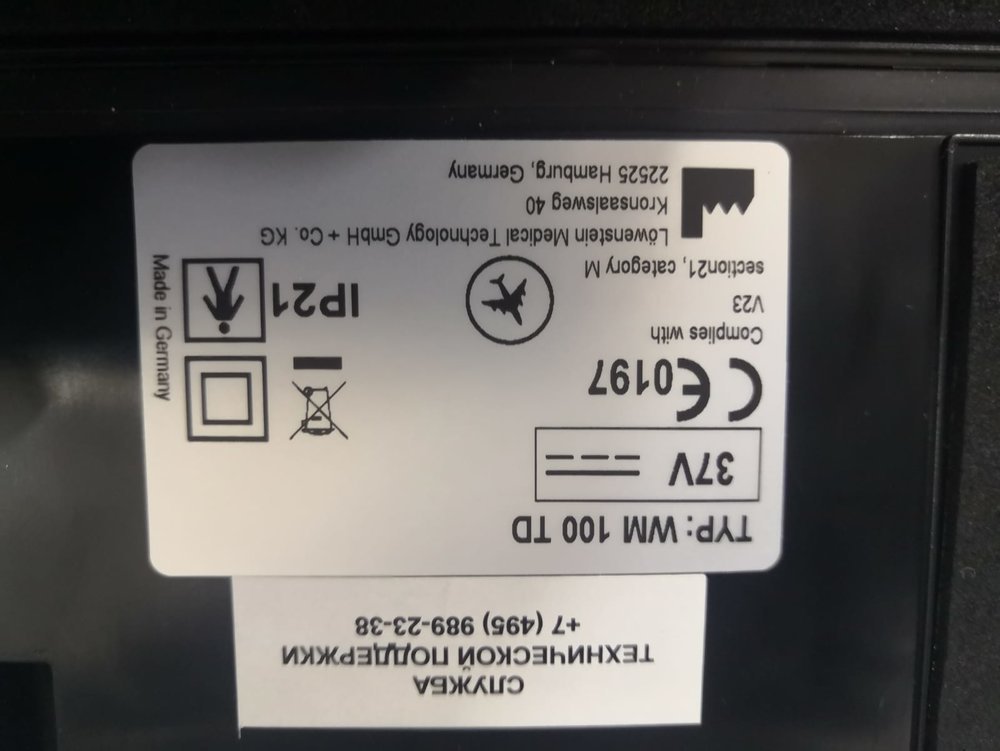 СЛУЖБА
ТЕХНИЧЕСКОЙ ПОДДЕРЖКИ
+7 (495) 989-23-38
TYP: WM 100 TD
37V
CE0197
Complies with
V23
section21, category M
IP21
Made in Germany
Löwenstein Medical Technology GmbH + Co. KG
Kronsaalsweg 40
22525 Hamburg, Germany